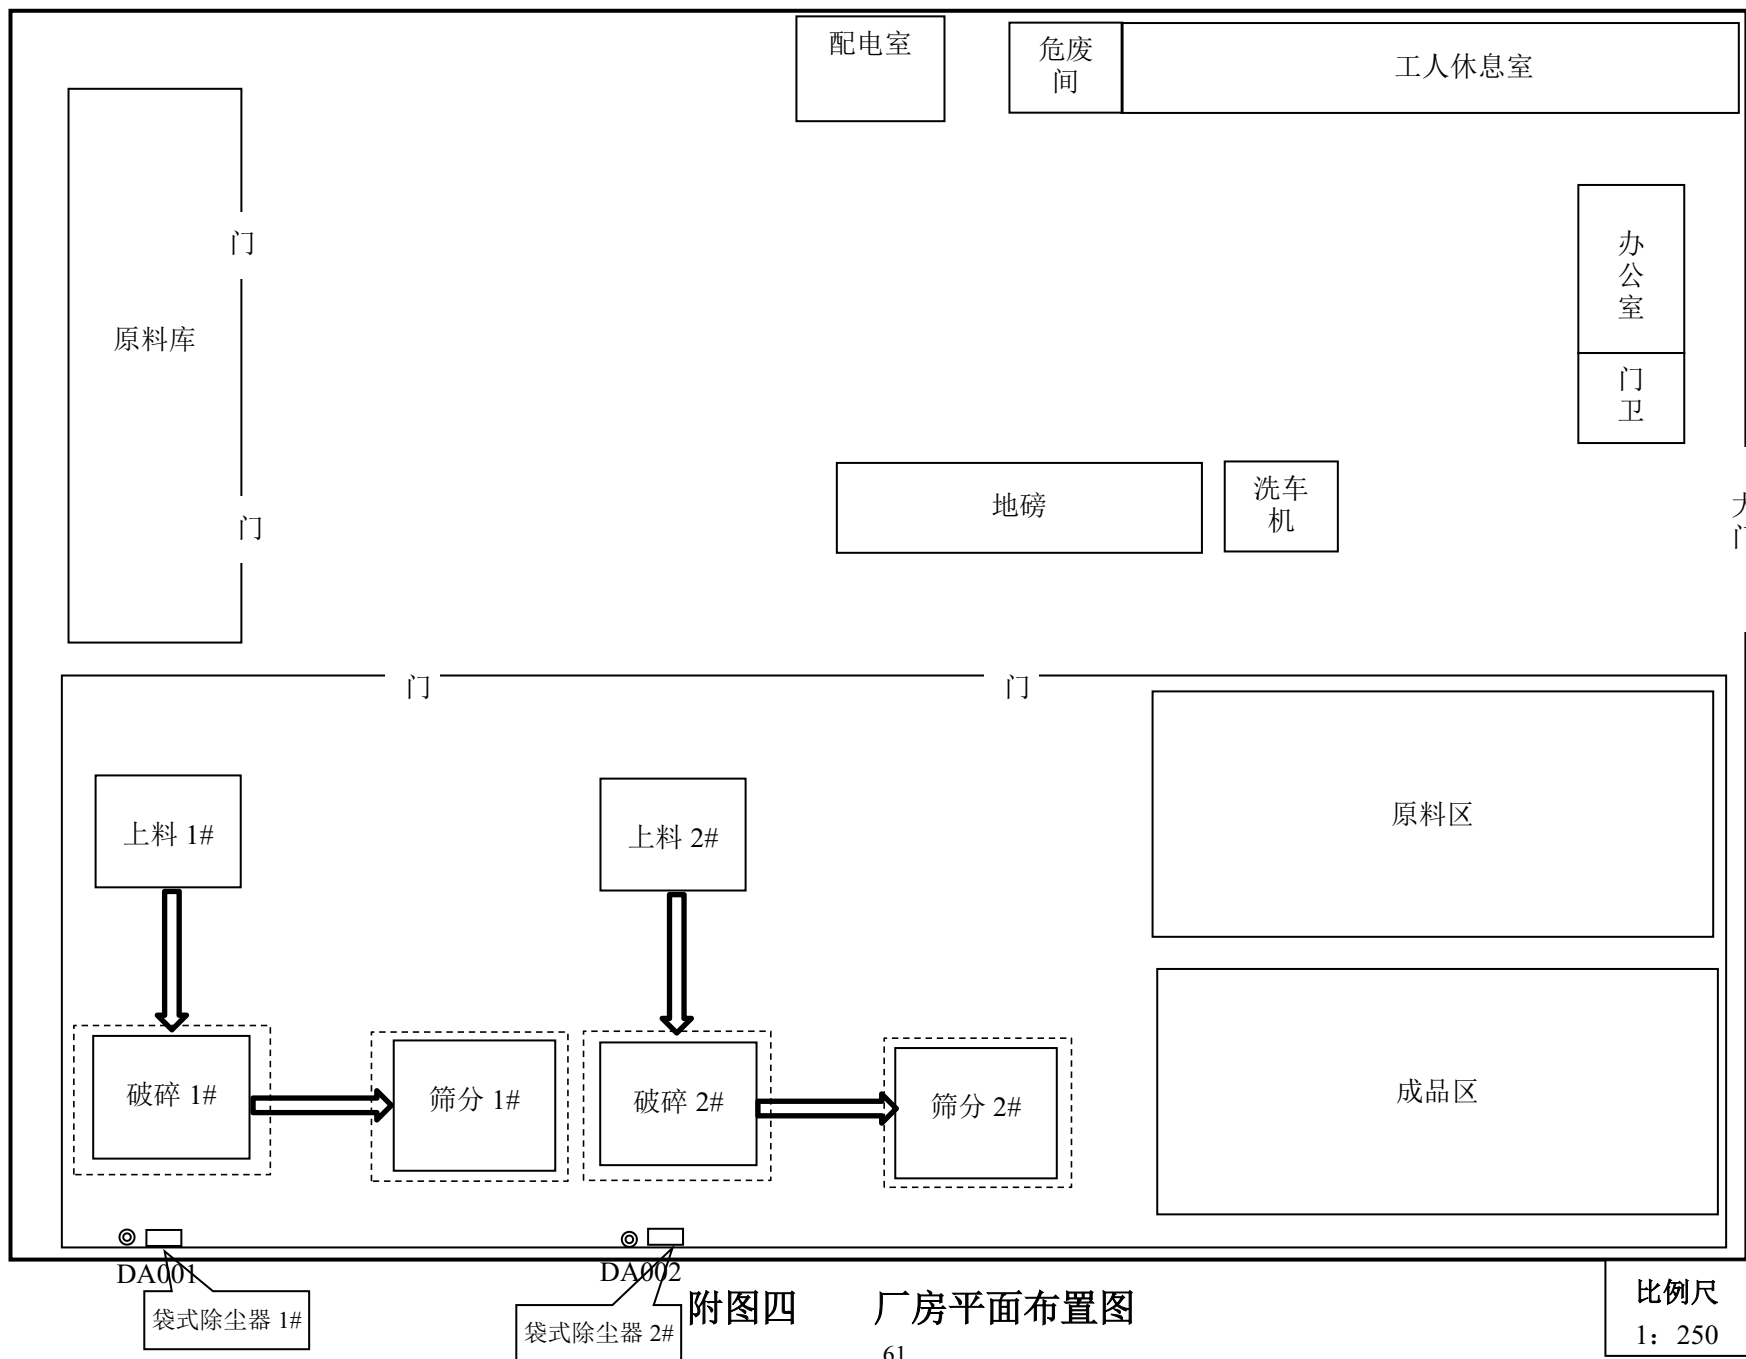 配电室
危废
间
工人休息室
办
公
室
门
卫
门
原料库
门
地磅
洗车
机
大
门
门
门
原料区
上料 1#
上料 2#
破碎 1#
筛分 1#
破碎 2#
筛分 2#
成品区
DA001
DA002
袋式除尘器 1#
袋式除尘器 2#
附图四 厂房平面布置图
61
比例尺
1：250